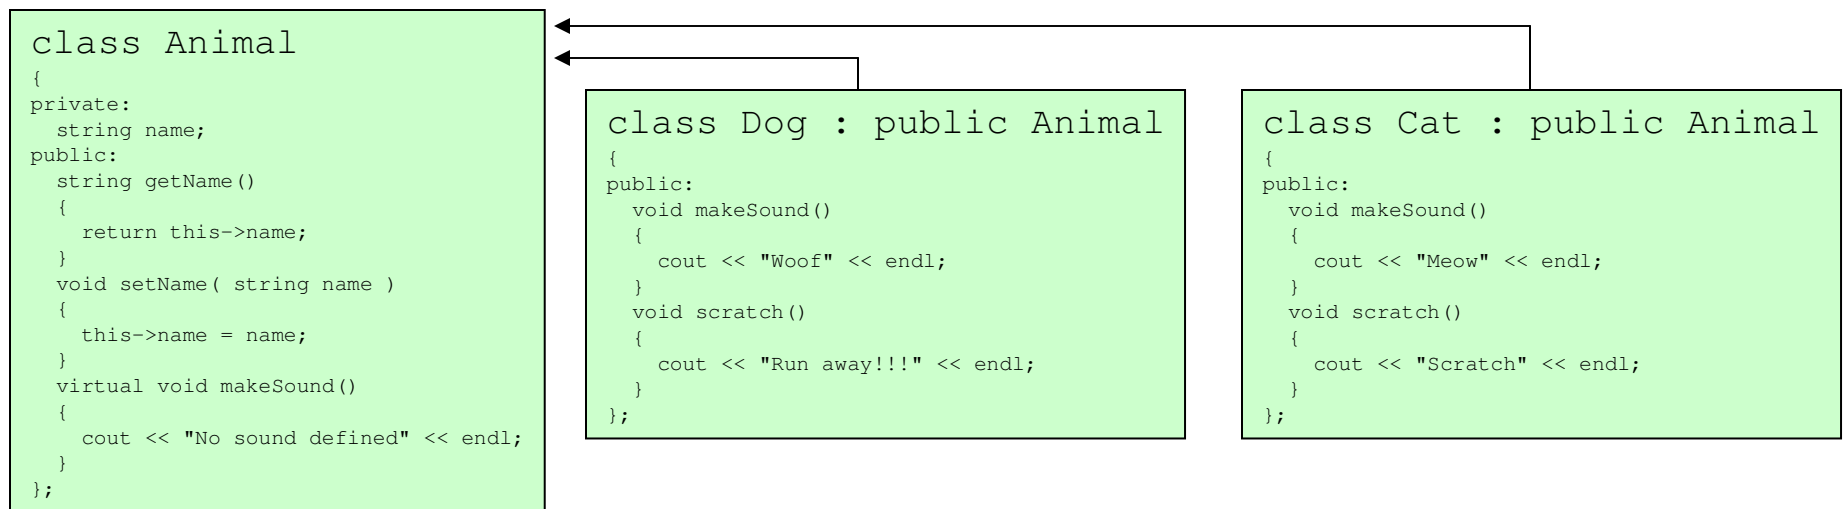 class Animal
{
private:
  string name;
public:
  string getName()
  {
    return this->name;
  }
  void setName( string name )
  {
    this->name = name;
  }
  virtual void makeSound()
  {
    cout << "No sound defined" << endl;
  }
};
class Dog : public Animal
{
public:
  void makeSound()
  {
    cout << "Woof" << endl;
  }
  void scratch()
  {
    cout << "Run away!!!" << endl;
  }
};
class Cat : public Animal
{
public:
  void makeSound()
  {
    cout << "Meow" << endl;
  }
  void scratch()
  {
    cout << "Scratch" << endl;
  }
};